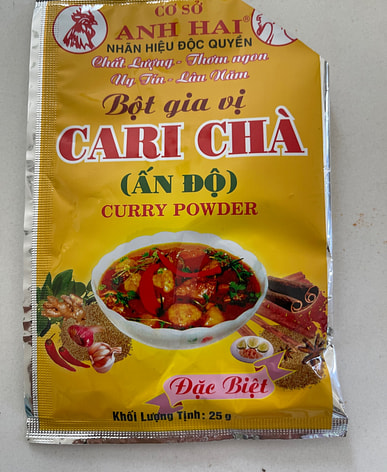 CƠ SỞ
ANH HAI®
NHÃN HIỆU ĐỘC QUYỀN
Chất Lượng - Thơm ngon
Uy Tín - Lâu Năm
Bột gia vị
CARI CHÀ
(ẤN ĐỘ)
CURRY POWDER
Đặc Biệt
Khối Lượng Tịnh: 25 g